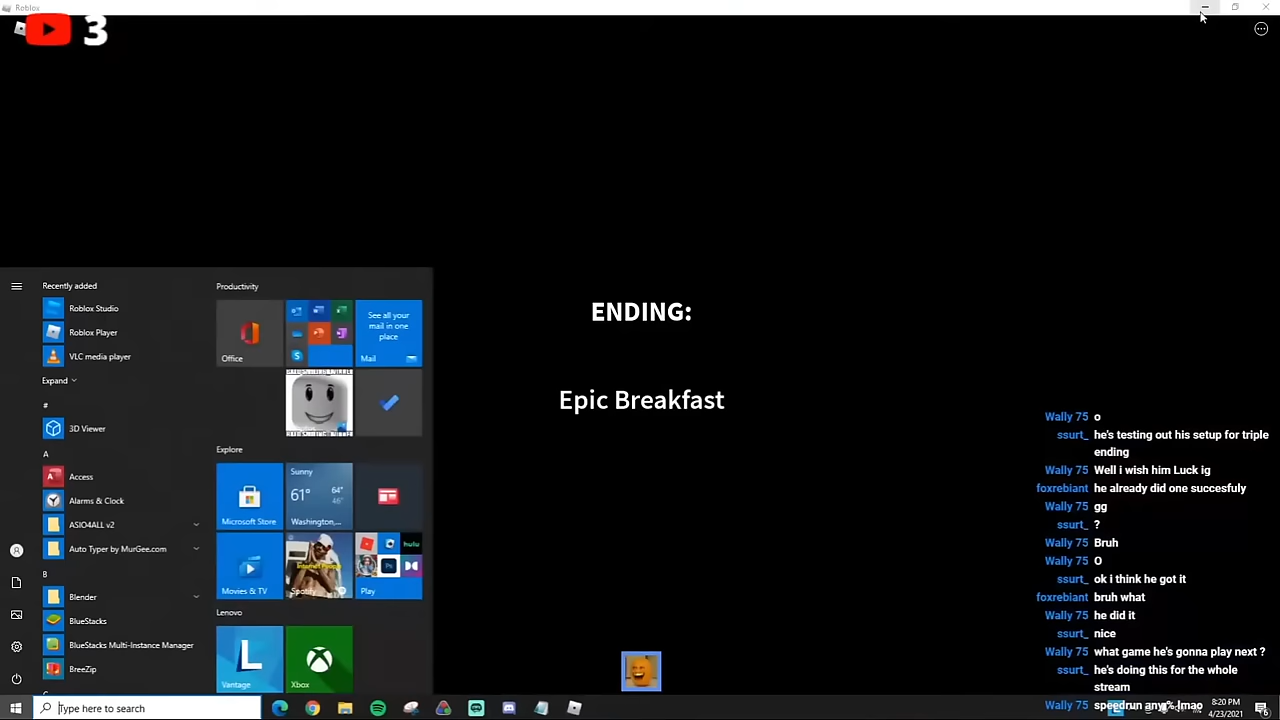 Roblox
3
Recently added
Roblox Studio
Roblox Player
VLC media player
Expand
#
3D Viewer
A
Access
Alarms & Clock
ASIO4ALL v2
Auto Typer by MurGee.com
B
Blender
BlueStacks
BlueStacks Multi-Instance Manager
BreeZip
Productivity
Office
See all your
mail in one
place
Mail
Explore
Microsoft Store
Sunny
61° 64°
46°
Washington,...
Movies & TV
Spotify
hulu
Play
Lenovo
Vantage
Xbox
ENDING:
Epic Breakfast
Wally 75 o
ssurt_ he's testing out his setup for triple
ending
Wally 75 Well i wish him Luck ig
foxrebiant he already did one succesfuly
Wally 75 gg
ssurt_ ?
Wally 75 Bruh
Wally 75 O
ssurt_ ok i think he got it
foxrebiant bruh what
Wally 75 he did it
ssurt_ nice
Wally 75 what game he's gonna play next ?
ssurt_ he's doing this for the whole
stream
Wally 75 speedrun any% lmao
Type here to search
8:20 PM
4/23/2021